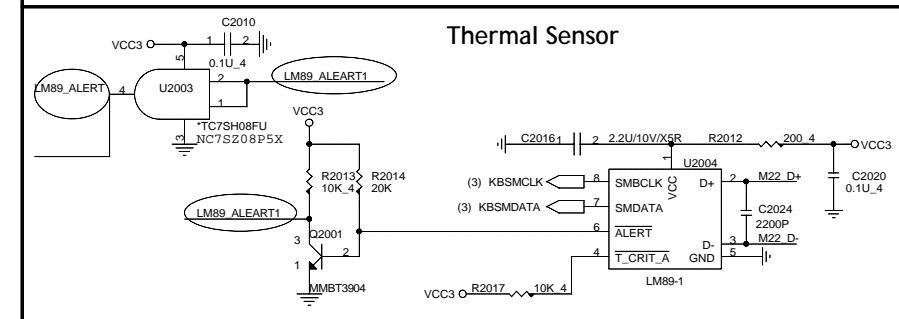 Thermal Sensor
C2010
VCC3
1 2
0.1U_4
5
LM89_ALERT
4
U2003
2
1
LM89_ALEART1
3
*TC7SH08FU
NC7SZ08P5X
VCC3
C2016 1 2 2.2U/10V/X5R
R2012
200_4
VCC3
R2013
10K_4
R2014
20K
1
U2004
C2020
0.1U_4
(3) KBSMCLK
8
SMBCLK
VCC
D+
2
M22_D+
(3) KBSMDATA
7
SMDATA
C2024
2200P
LM89_ALEART1
6
ALERT
3
Q2001
2
1
D-
3
M22_D-
4
T_CRIT_A
GND
5
MMBT3904
LM89-1
VCC3
R2017
10K_4